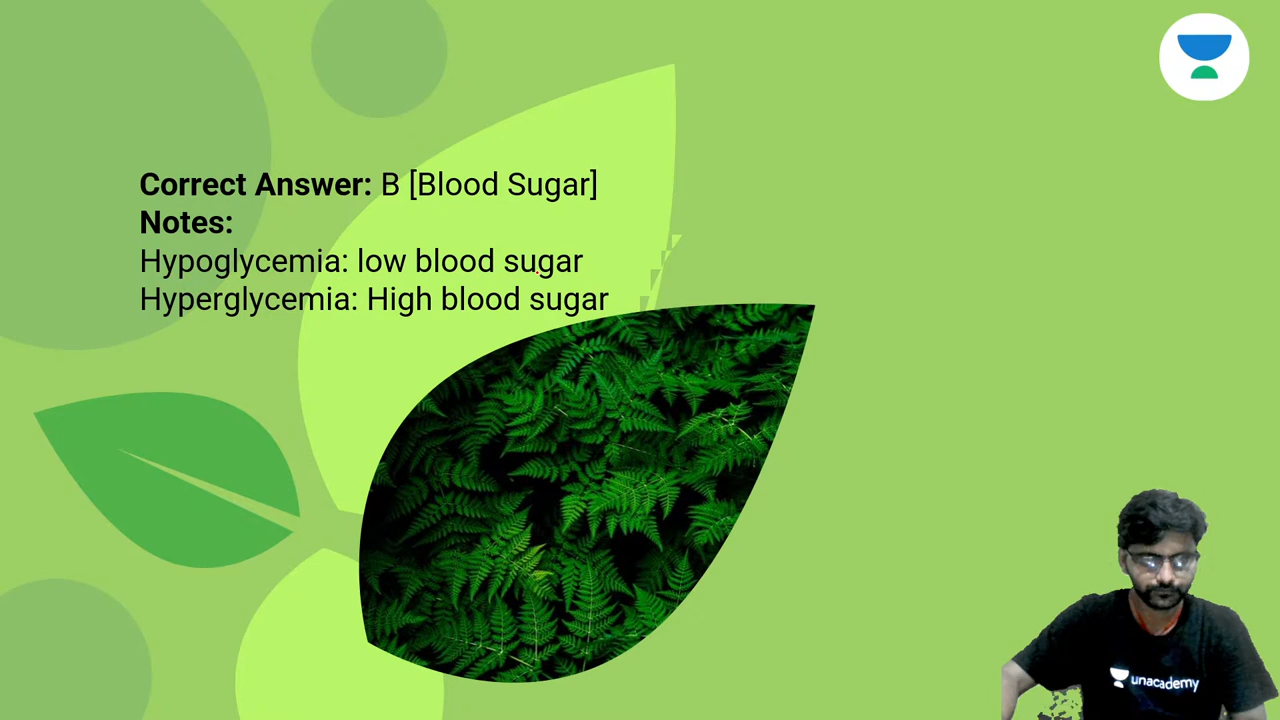 Correct Answer: B [Blood Sugar]
Notes:
Hypoglycemia: low blood sugar
Hyperglycemia: High blood sugar
unacademy